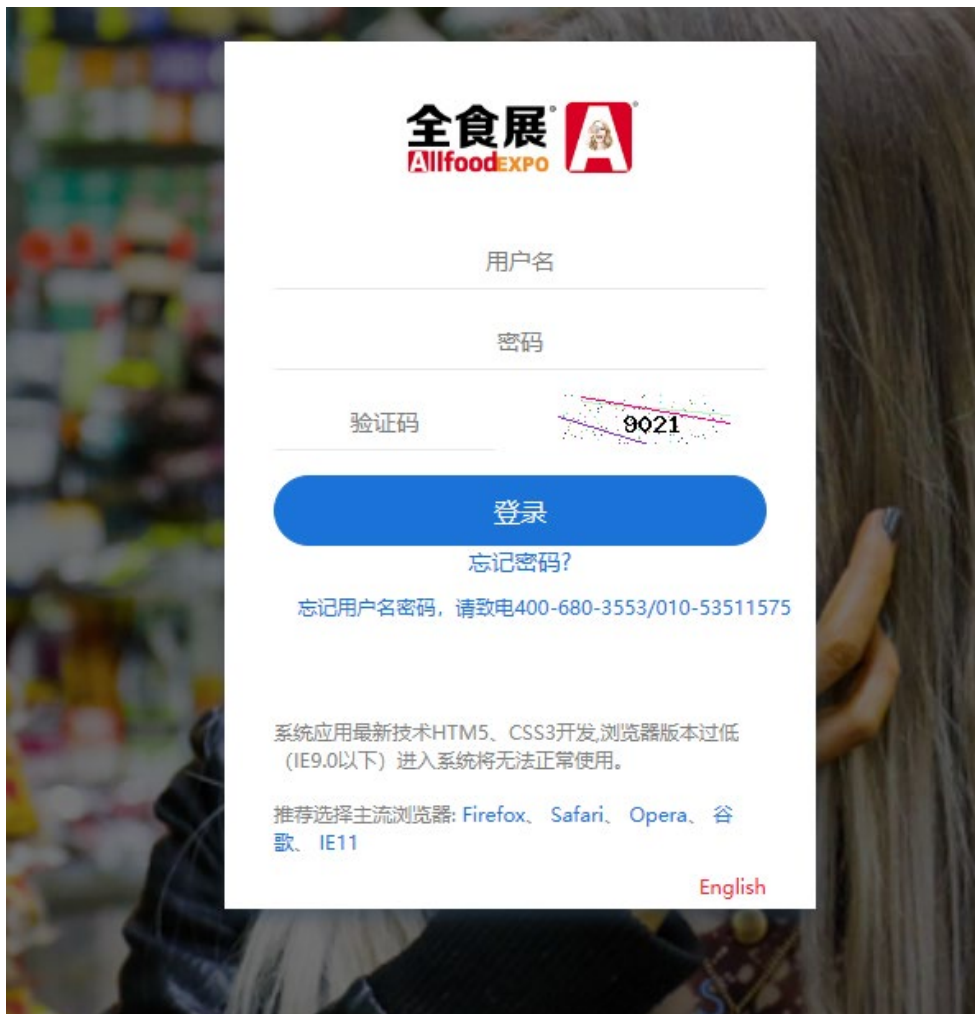 全食展
AllfoodEXPO A
用户名
密码
验证码 9021
登录
忘记密码?
忘记用户名密码，请致电400-680-3553/010-53511575
系统应用最新技术HTM5、CSS3开发,浏览器版本过低
（IE9.0以下）进入系统将无法正常使用。
推荐选择主流浏览器: Firefox、 Safari、 Opera、 谷
歌、 IE11
English